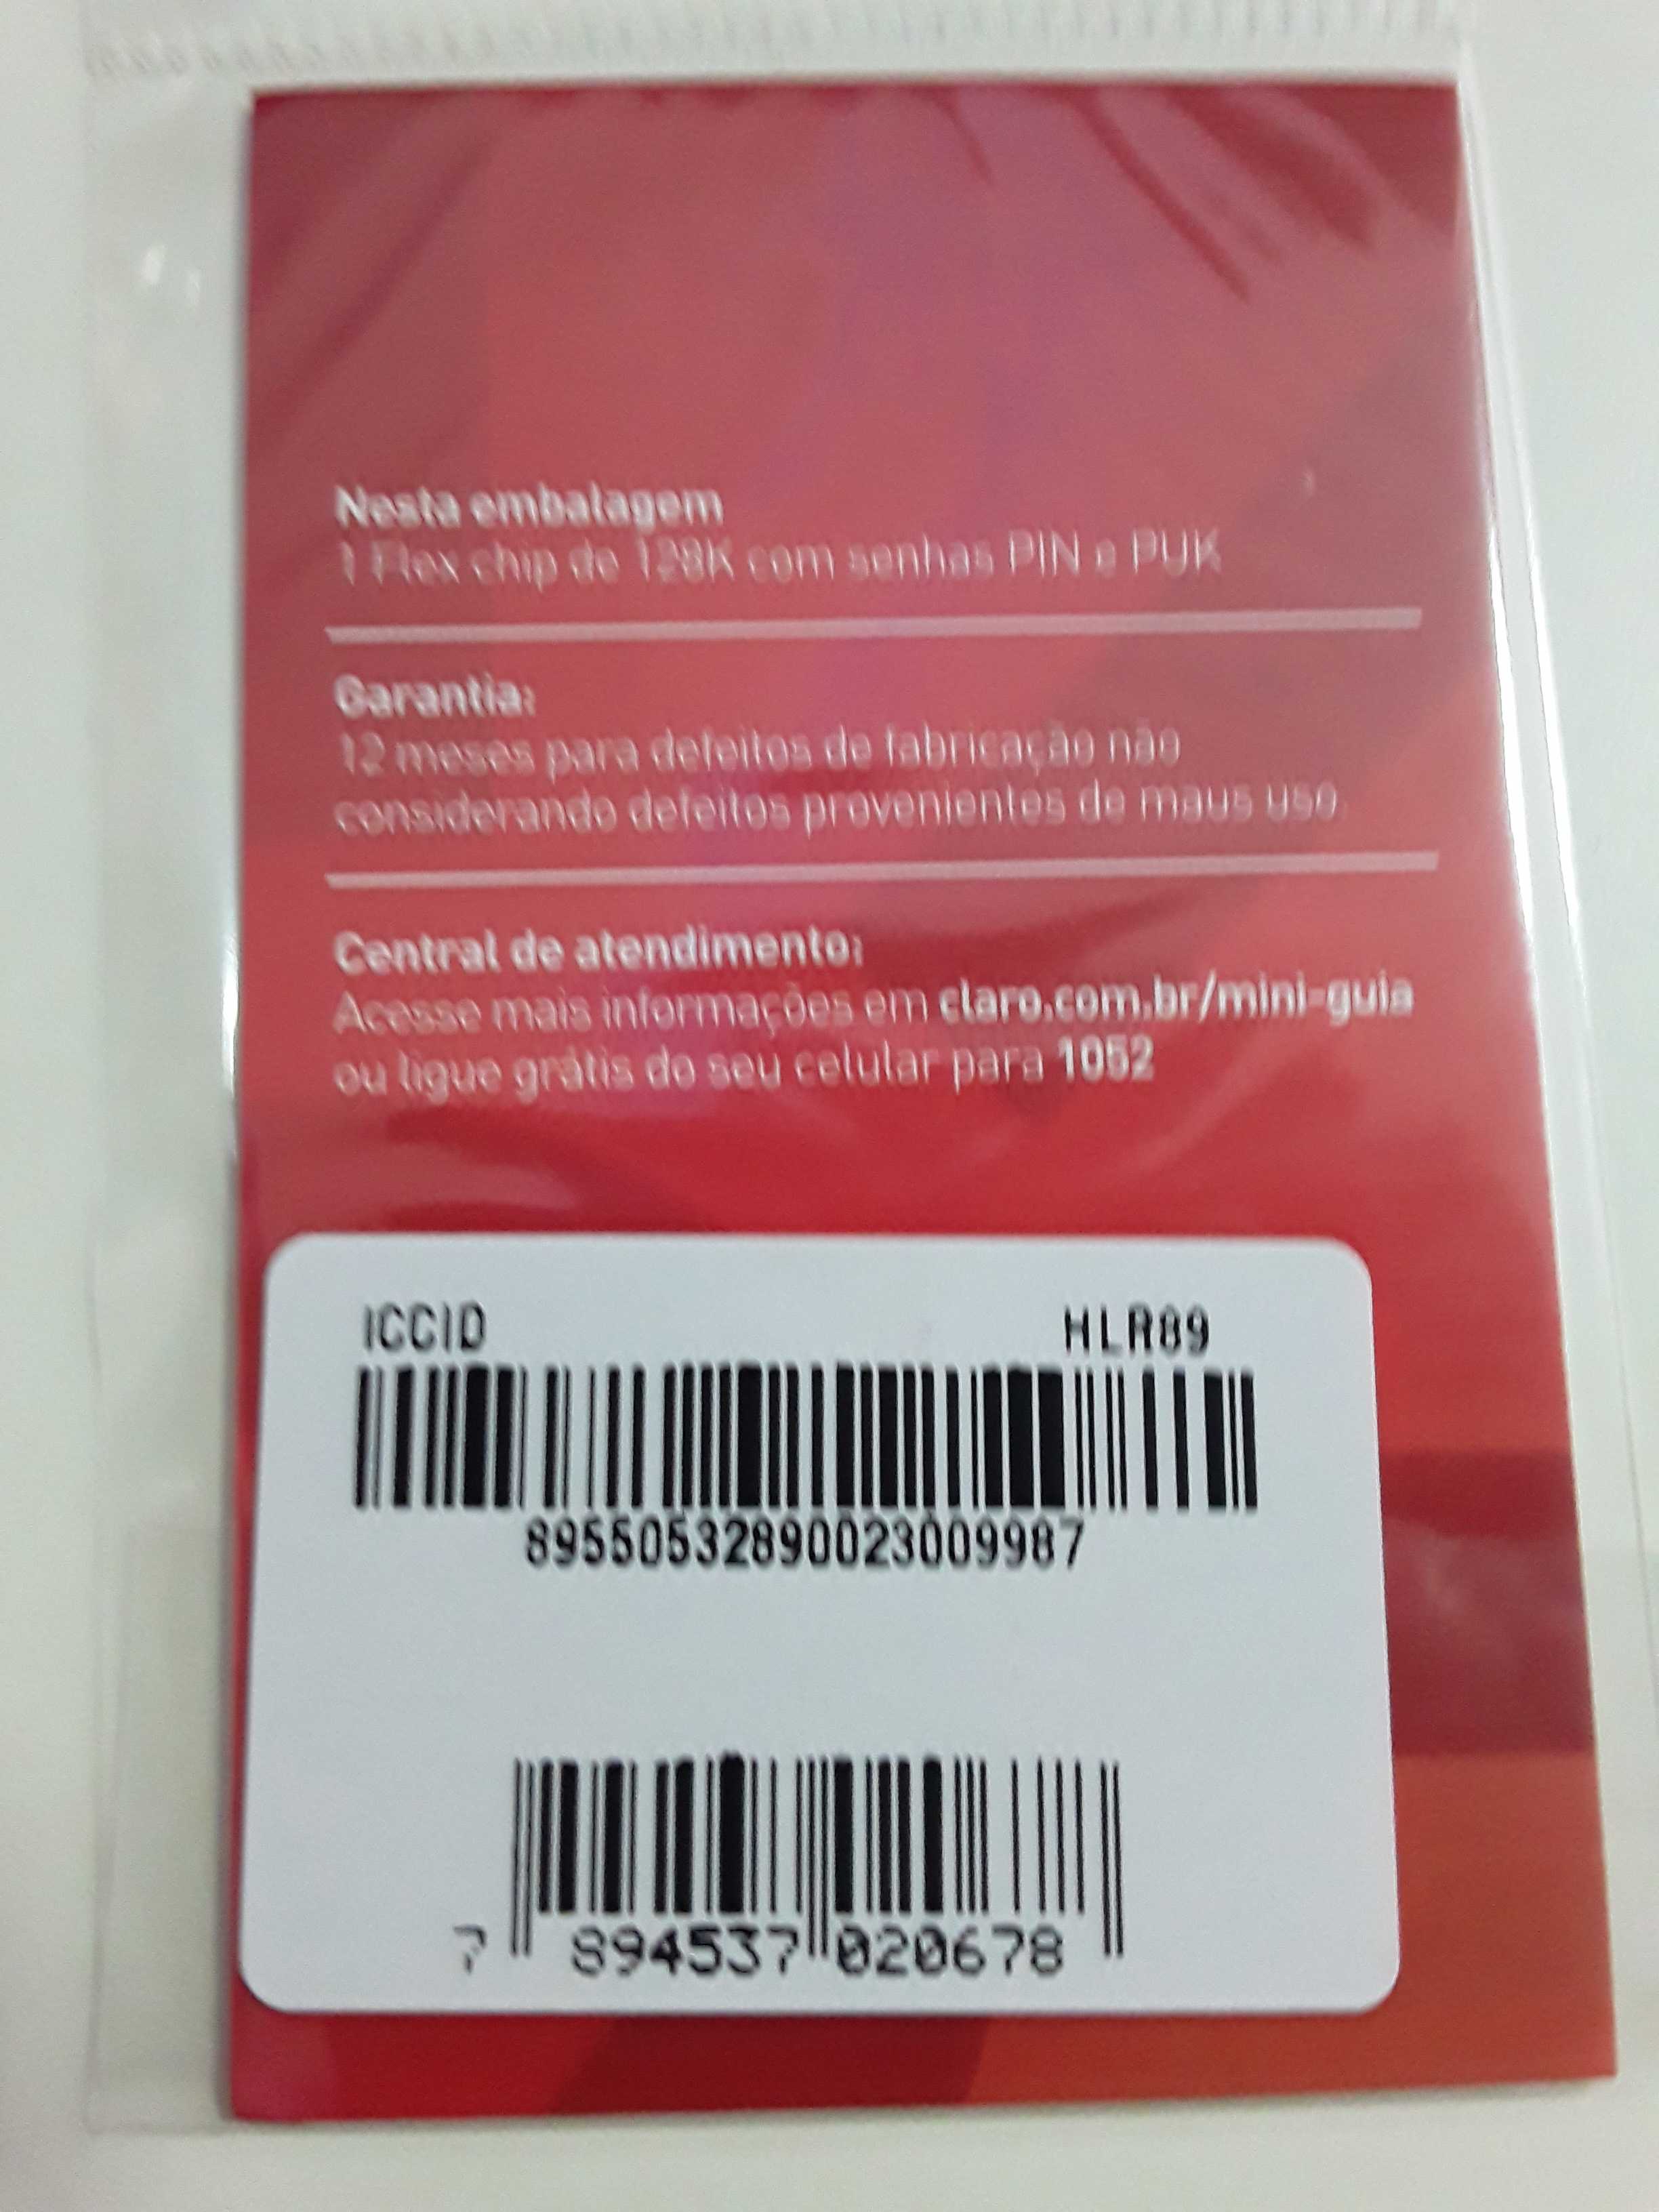 Nesta embalagem
1 Flex chip de 128K com senhas PIN e PUK
Garantia:
12 meses para defeitos de fabricação não
considerando defeitos provenientes de maus uso.
Central de atendimento:
Acesse mais informações em claro.com.br/mini-guia
ou ligue grátis do seu celular para 1052
ICCID HLR89
89550532890023009987
7 894537 020678